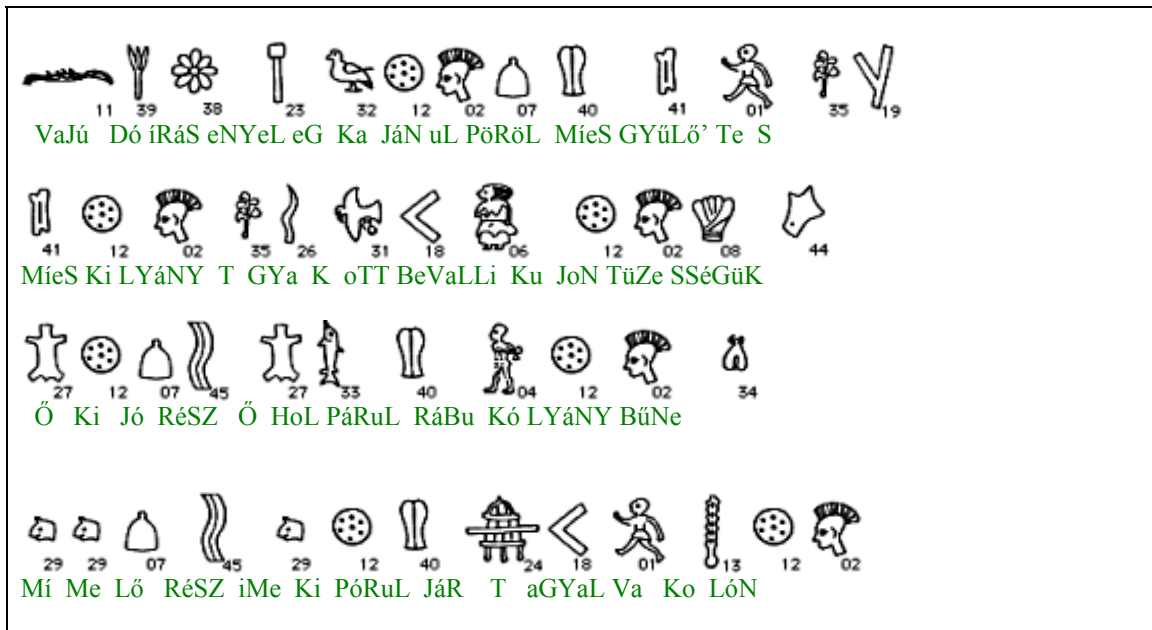 11 39 38 23 32 12 02 07 40 41 01 35 19
VaJú Dó íRáS eNYeL eG Ka JáN uL PöRöL MíeS GYűLő’ Te S
41 12 02 35 26 31 18 06 12 02 08 44
MíeS Ki LYáNY T GYa K oTT BeVaLLi Ku JoN TüZe SSéGüK
27 12 07 45 27 33 40 04 12 02 34
Ő Ki Jó RéSZ Ő HoL PáRuL RáBu Kó LYáNY BűNe
29 29 07 45 29 12 40 24 18 01 13 12 02
Mí Me Lő RéSZ iMe Ki PóRuL JáR T aGYaL Va Ko LóN